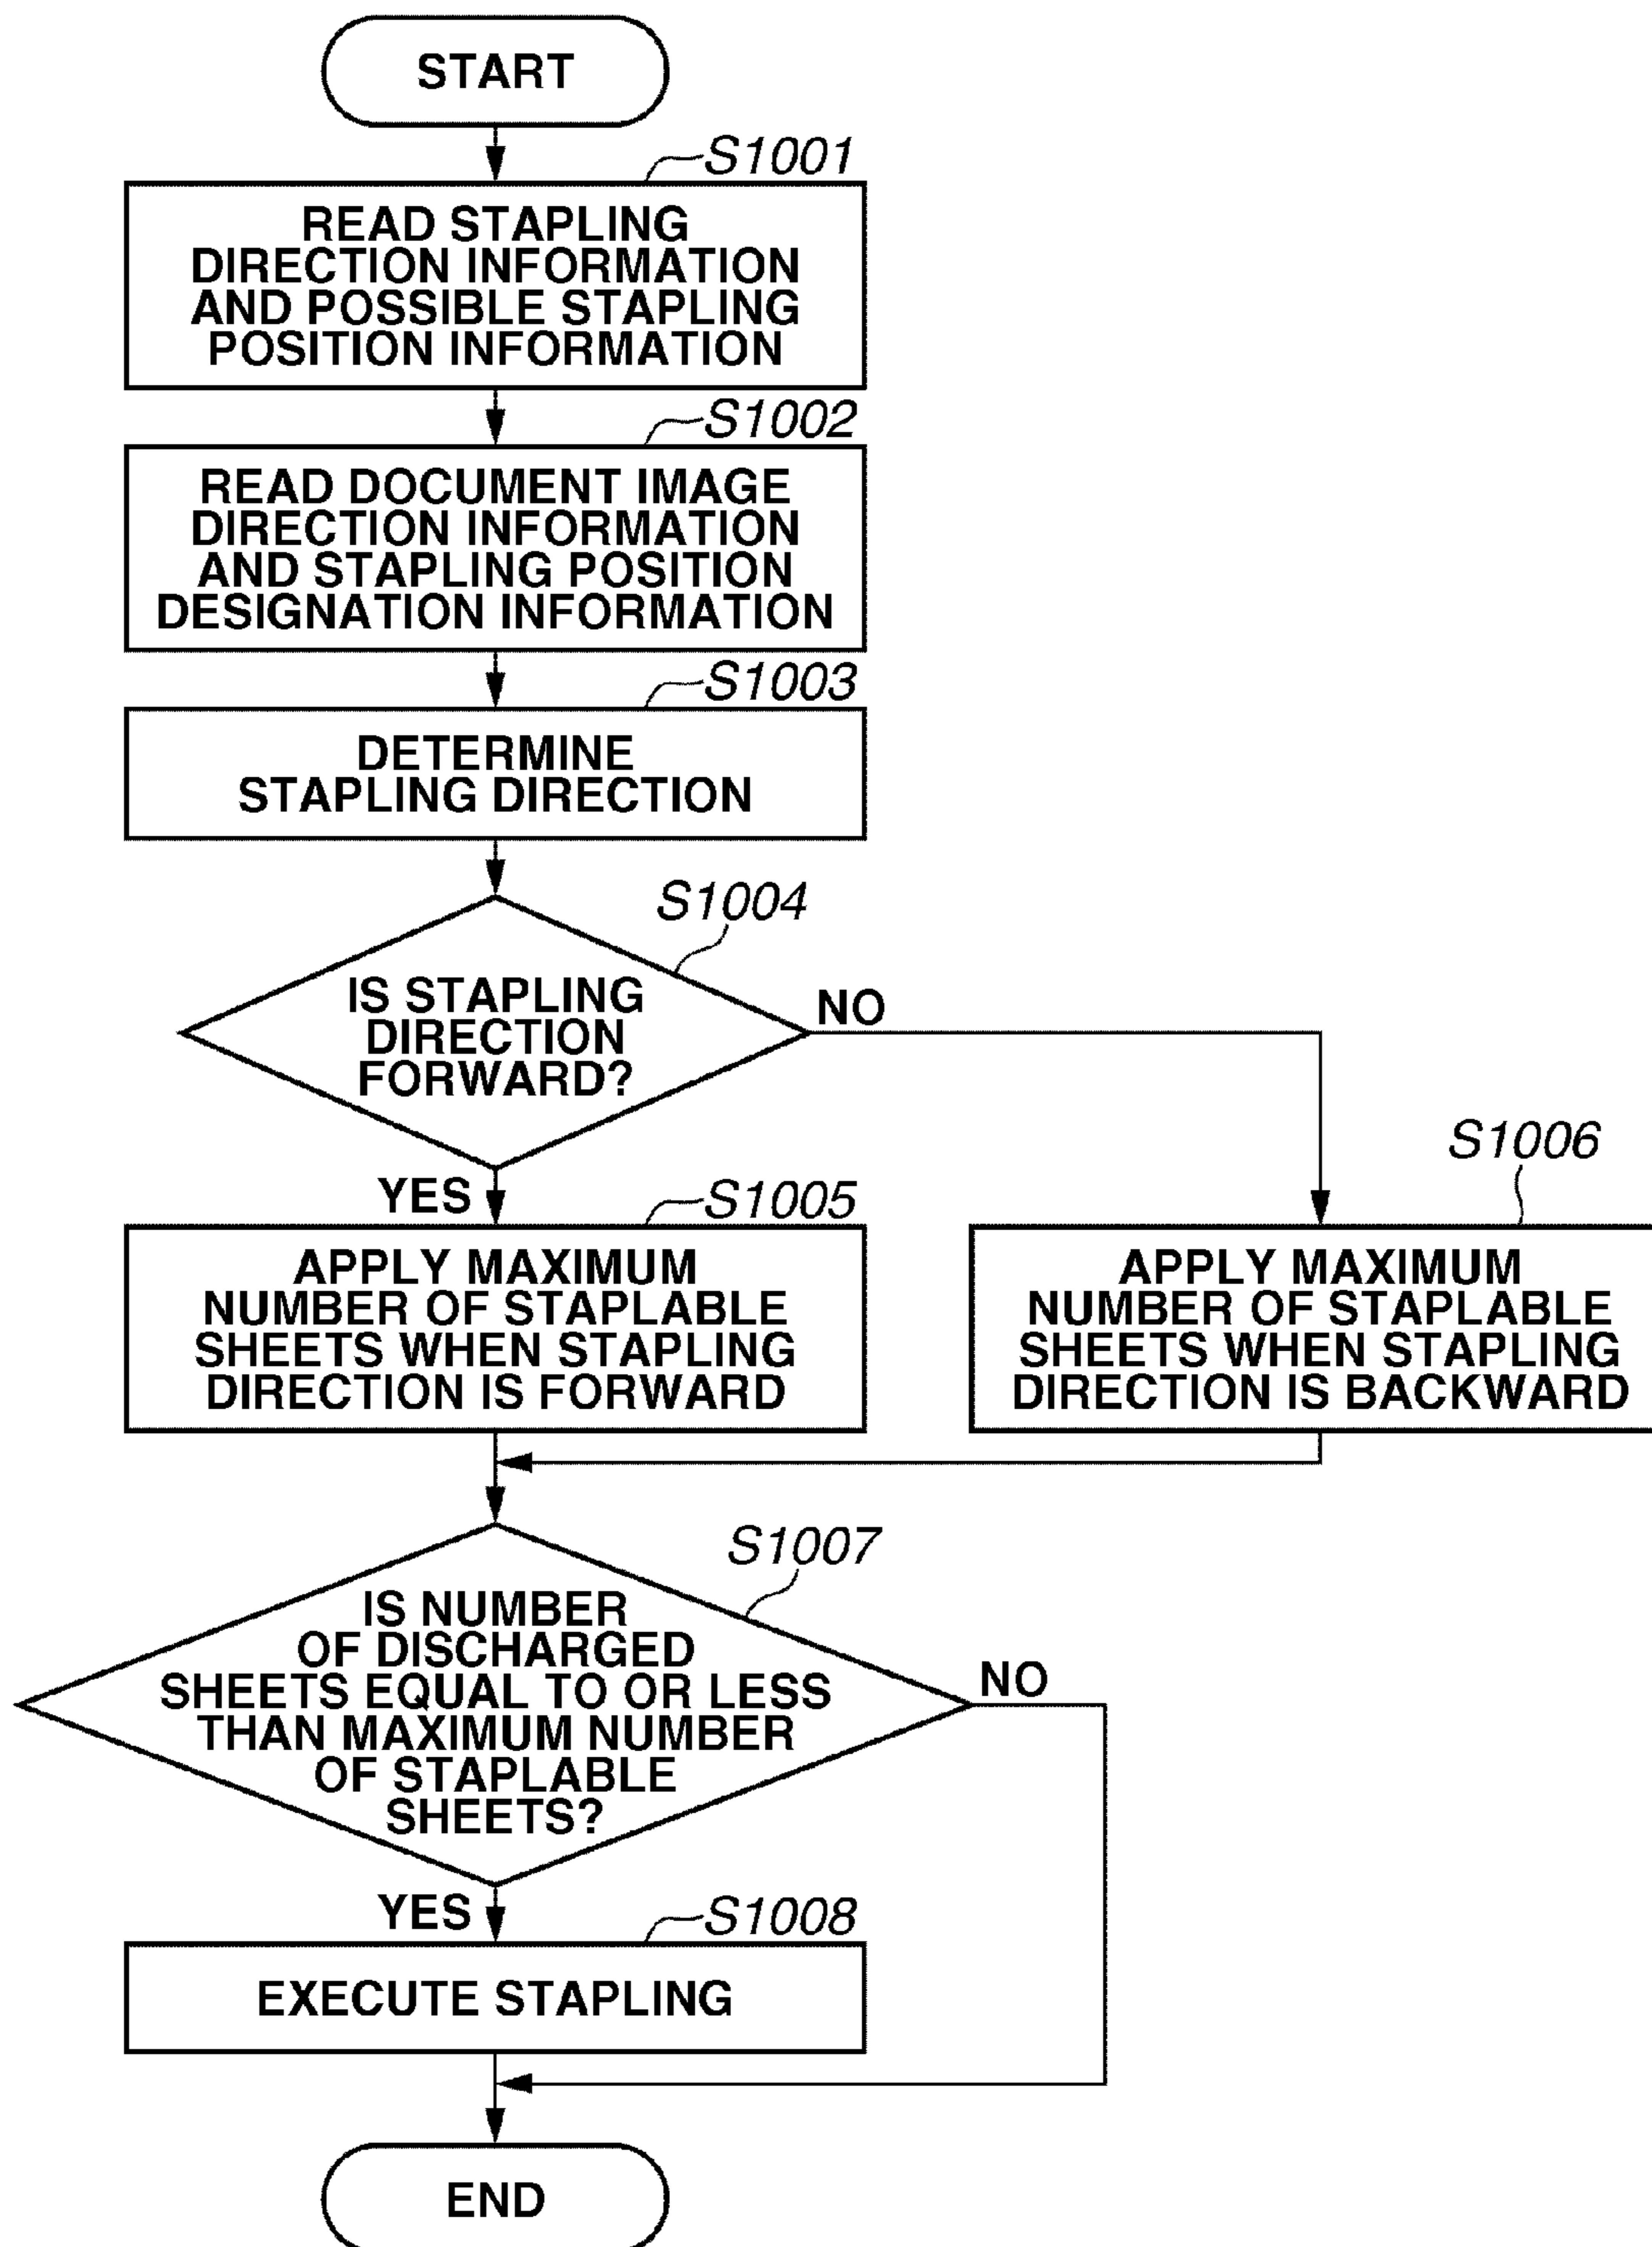 START
S1001
READ STAPLING
DIRECTION INFORMATION
AND POSSIBLE STAPLING
POSITION INFORMATION
S1002
READ DOCUMENT IMAGE
DIRECTION INFORMATION
AND STAPLING POSITION
DESIGNATION INFORMATION
S1003
DETERMINE
STAPLING DIRECTION
S1004
IS STAPLING
DIRECTION
FORWARD?
NO
YES
S1005
APPLY MAXIMUM
NUMBER OF STAPLABLE
SHEETS WHEN STAPLING
DIRECTION IS FORWARD
S1006
APPLY MAXIMUM
NUMBER OF STAPLABLE
SHEETS WHEN STAPLING
DIRECTION IS BACKWARD
S1007
IS NUMBER
OF DISCHARGED
SHEETS EQUAL TO OR LESS
THAN MAXIMUM NUMBER
OF STAPLABLE
SHEETS?
NO
YES
S1008
EXECUTE STAPLING
END